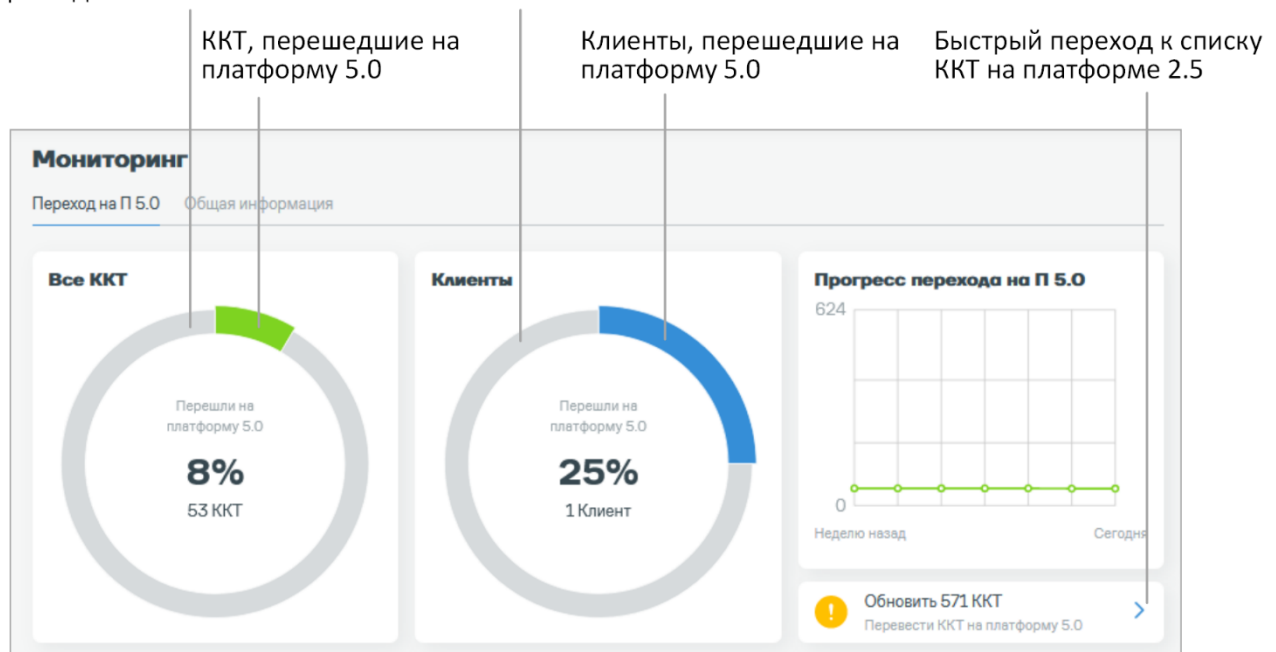 ККТ, перешедшие на
платформу 5.0
Клиенты, перешедшие на
платформу 5.0
Быстрый переход к списку
ККТ на платформе 2.5
Мониторинг
Переход на П 5.0 Общая информация
Все ККТ
Перешли на
платформу 5.0
8%
53 ККТ
Клиенты
Перешли на
платформу 5.0
25%
1 Клиент
Прогресс перехода на П 5.0
624
0
Неделю назад Сегодня
Обновить 571 ККТ
Перевести ККТ на платформу 5.0